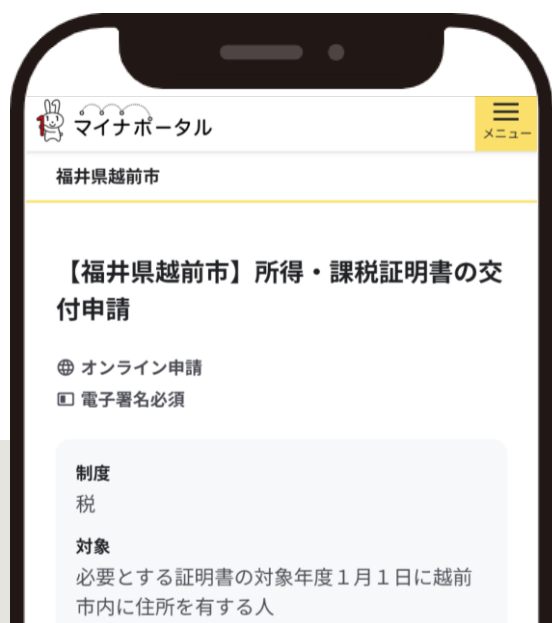 マイナポータル
メニュー
福井県越前市
【福井県越前市】所得・課税証明書の交
付申請
オンライン申請
電子署名必須
制度
税
対象
必要とする証明書の対象年度１月１日に越前
市内に住所を有する人